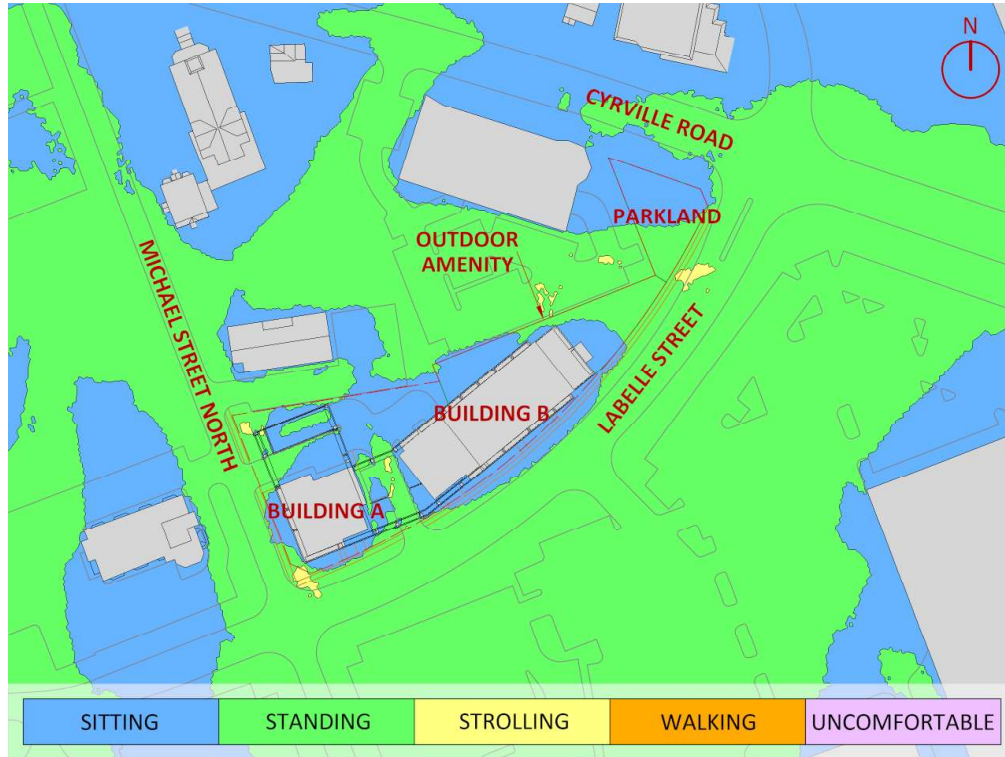 N
CYRVILLE ROAD
PARKLAND
OUTDOOR
AMENITY
MICHAEL STREET NORTH
LABELLE STREET
BUILDING B
BUILDING A
SITTING
STANDING
STROLLING
WALKING
UNCOMFORTABLE